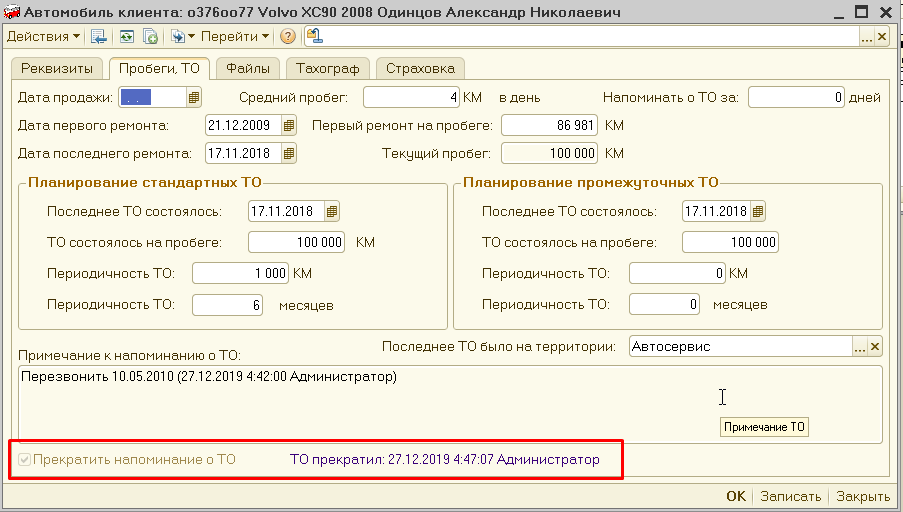 Автомобиль клиента: о376оо77 Volvo XC90 2008 Одинцов Александр Николаевич
Действия Перейти ? ... ×
Реквизиты Пробеги, ТО Файлы Тахограф Страховка
Дата продажи: . . Средний пробег: 4 КМ в день Напоминать о ТО за: 0 дней
Дата первого ремонта: 21.12.2009 Первый ремонт на пробеге: 86 981 КМ
Дата последнего ремонта: 17.11.2018 Текущий пробег: 100 000 КМ
Планирование стандартных ТО Планирование промежуточных ТО
Последнее ТО состоялось: 17.11.2018 Последнее ТО состоялось: 17.11.2018
ТО состоялось на пробеге: 100 000 КМ ТО состоялось на пробеге: 100 000
Периодичность ТО: 1 000 КМ Периодичность ТО: 0 КМ
Периодичность ТО: 6 месяцев Периодичность ТО: 0 месяцев
Последнее ТО было на территории: Автосервис ... ×
Примечание к напоминанию о ТО:
Перезвонить 10.05.2010 (27.12.2019 4:42:00 Администратор)
Примечание ТО
Прекратить напоминание о ТО ТО прекратил: 27.12.2019 4:47:07 Администратор
OK Записать Закрыть